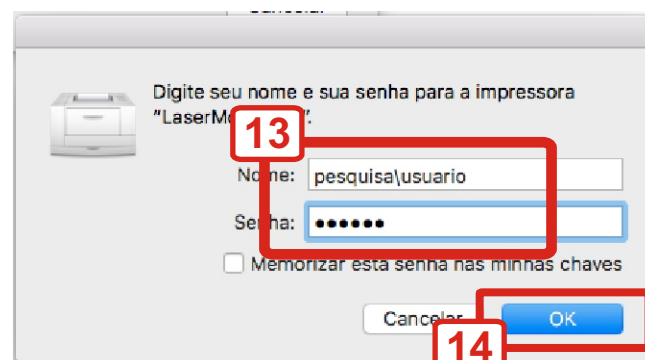 Digite seu nome e sua senha para a impressora
13
Nome: pesquisa\usuario
Senha: ••••••
Memorizar esta senha nas minhas chaves
Cancelar OK
14